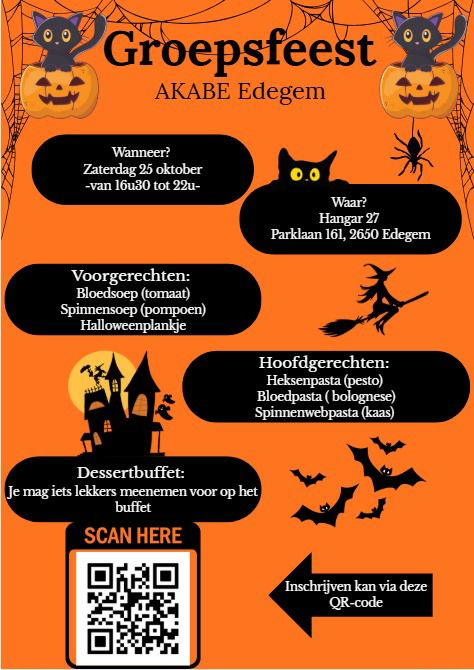 Groepsfeest
AKABE Edegem
Wanneer?
Zaterdag 25 oktober
-van 16u30 tot 22u-
Waar?
Hangar 27
Parklaan 161, 2650 Edegem
Voorgerechten:
Bloedsoep (tomaat)
Spinnensoep (pompoen)
Halloweenplankje
Hoofdgerechten:
Heksenpasta (pesto)
Bloedpasta ( bolognese)
Spinnenwebpasta (kaas)
Dessertbuffet:
Je mag iets lekkers meenemen voor op het
buffet
SCAN HERE
Inschrijven kan via deze
QR-code